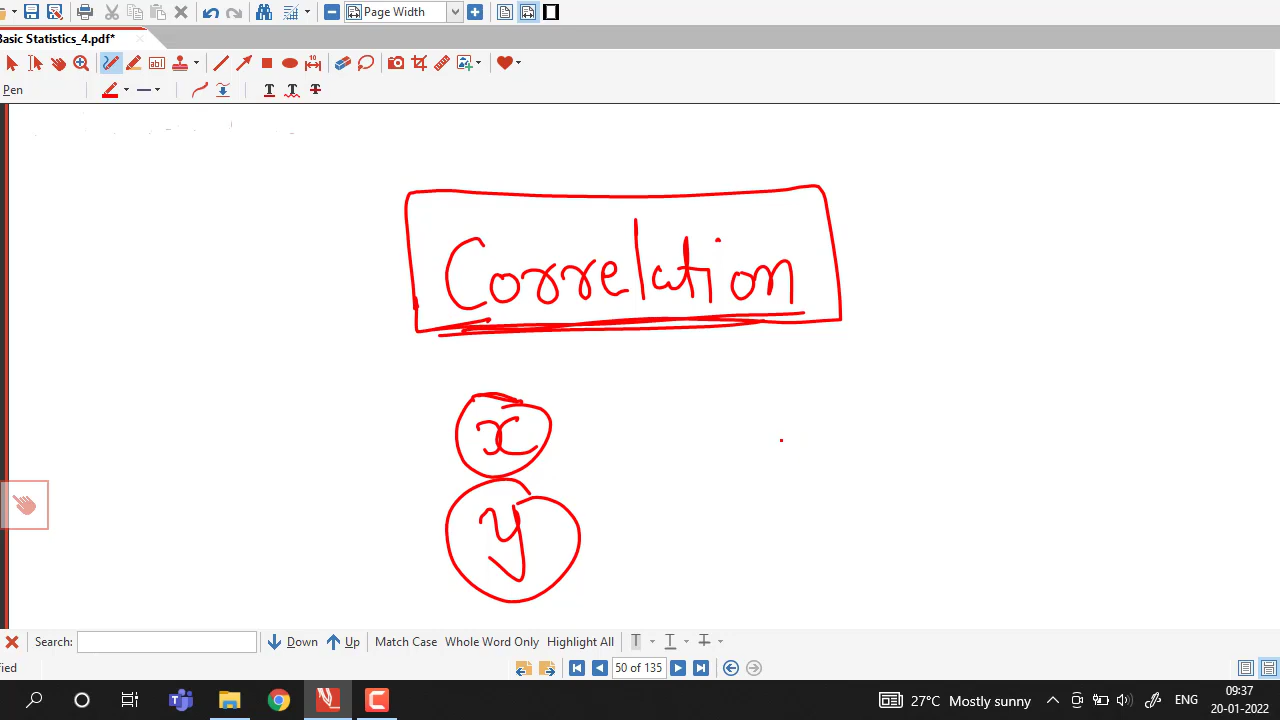 Page Width
Basic Statistics_4.pdf*
Pen
Correlation
x
y
Search:
Down
Up
Match Case
Whole Word Only
Highlight All
fied
50 of 135
27°C Mostly sunny
ENG
09:37
20-01-2022